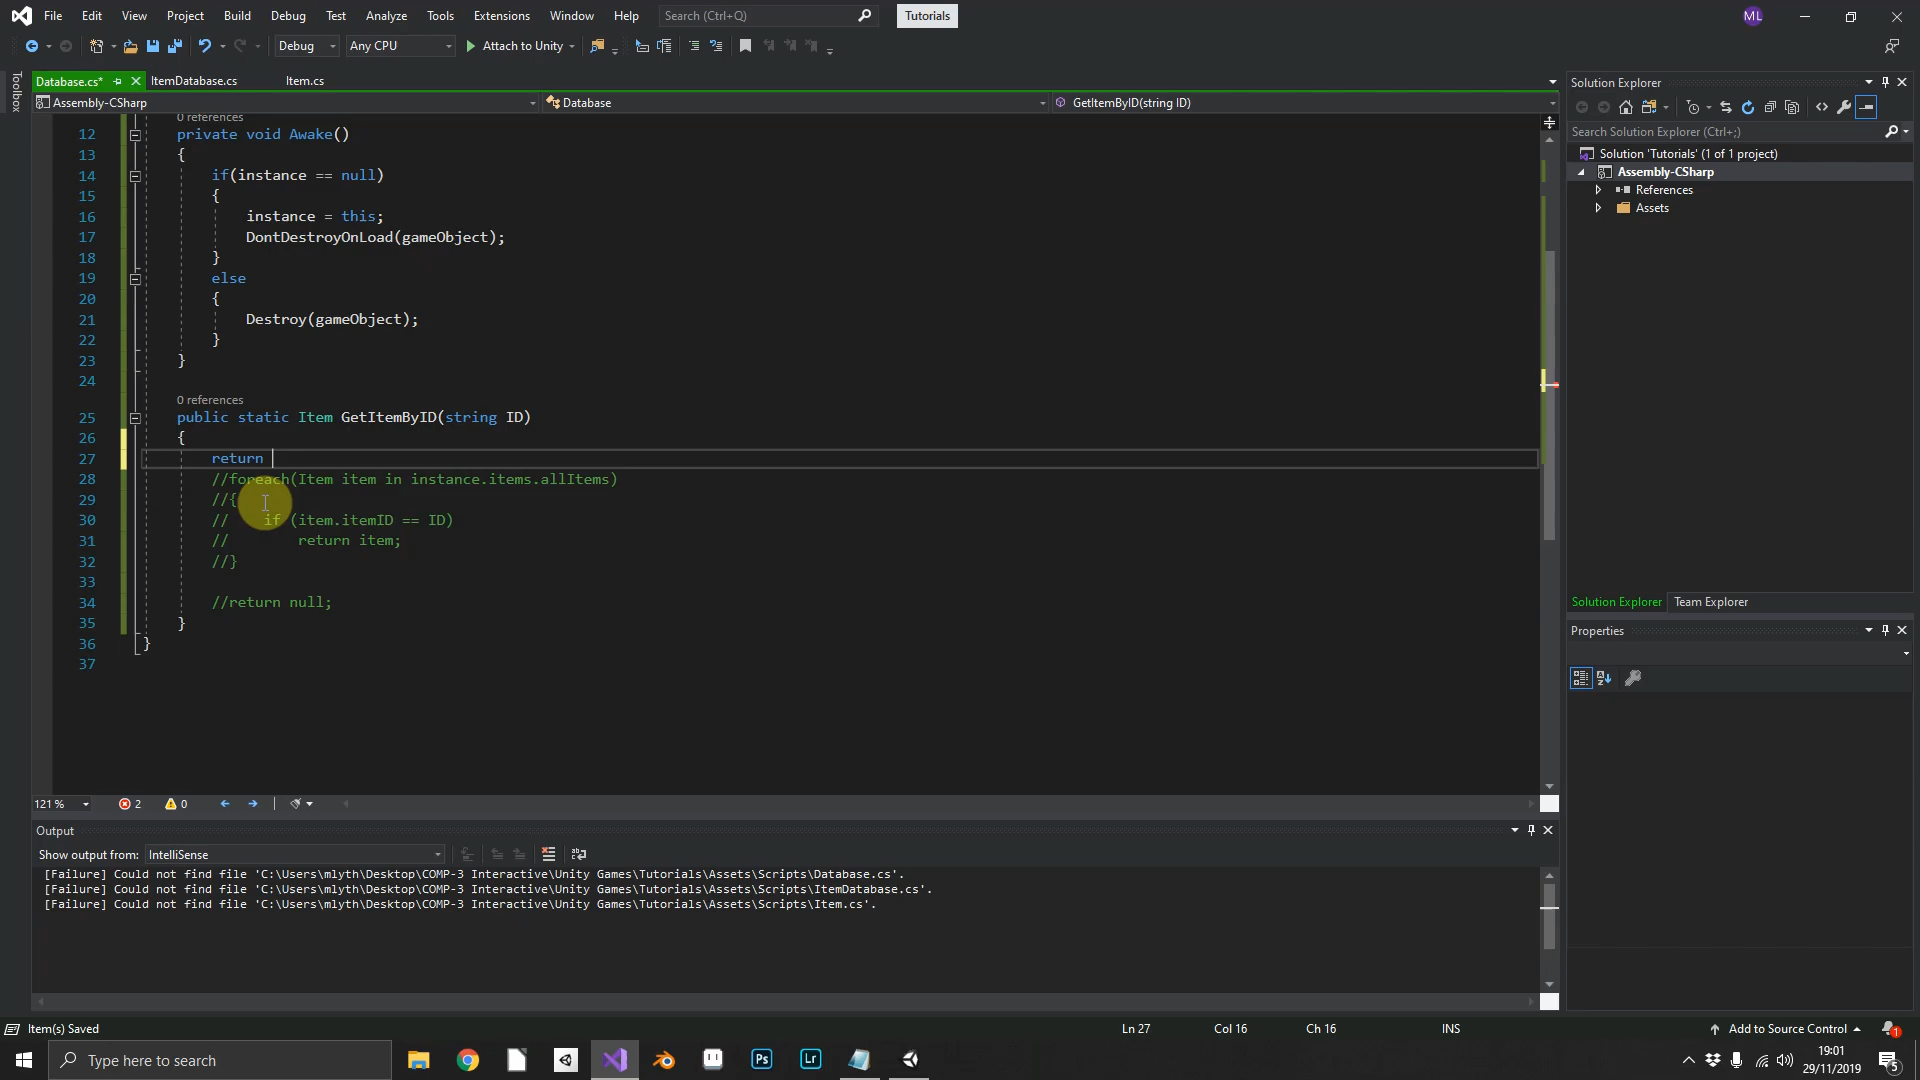 File Edit View Project Build Debug Test Analyze Tools Extensions Window Help Search (Ctrl+Q) Tutorials ML
Debug Any CPU Attach to Unity
Toolbox
Database.cs* ItemDatabase.cs Item.cs
Assembly-CSharp Database GetItemByID(string ID)
0 references
12 private void Awake()
13 {
14 if(instance == null)
15 {
16 instance = this;
17 DontDestroyOnLoad(gameObject);
18 }
19 else
20 {
21 Destroy(gameObject);
22 }
23 }
24
0 references
25 public static Item GetItemByID(string ID)
26 {
27 return
28 //foreach(Item item in instance.items.allItems)
29 //{
30 // if (item.itemID == ID)
31 // return item;
32 //}
33
34 //return null;
35 }
36 }
37
121 % 2 0
Output
Show output from: IntelliSense
[Failure] Could not find file 'C:\Users\mlyth\Desktop\COMP-3 Interactive\Unity Games\Tutorials\Assets\Scripts\Database.cs'.
[Failure] Could not find file 'C:\Users\mlyth\Desktop\COMP-3 Interactive\Unity Games\Tutorials\Assets\Scripts\ItemDatabase.cs'.
[Failure] Could not find file 'C:\Users\mlyth\Desktop\COMP-3 Interactive\Unity Games\Tutorials\Assets\Scripts\Item.cs'.
Solution Explorer
Search Solution Explorer (Ctrl+;)
Solution 'Tutorials' (1 of 1 project)
Assembly-CSharp
References
Assets
Solution Explorer Team Explorer
Properties
Item(s) Saved Ln 27 Col 16 Ch 16 INS Add to Source Control 1
Type here to search Ps Lr 19:01
29/11/2019 5